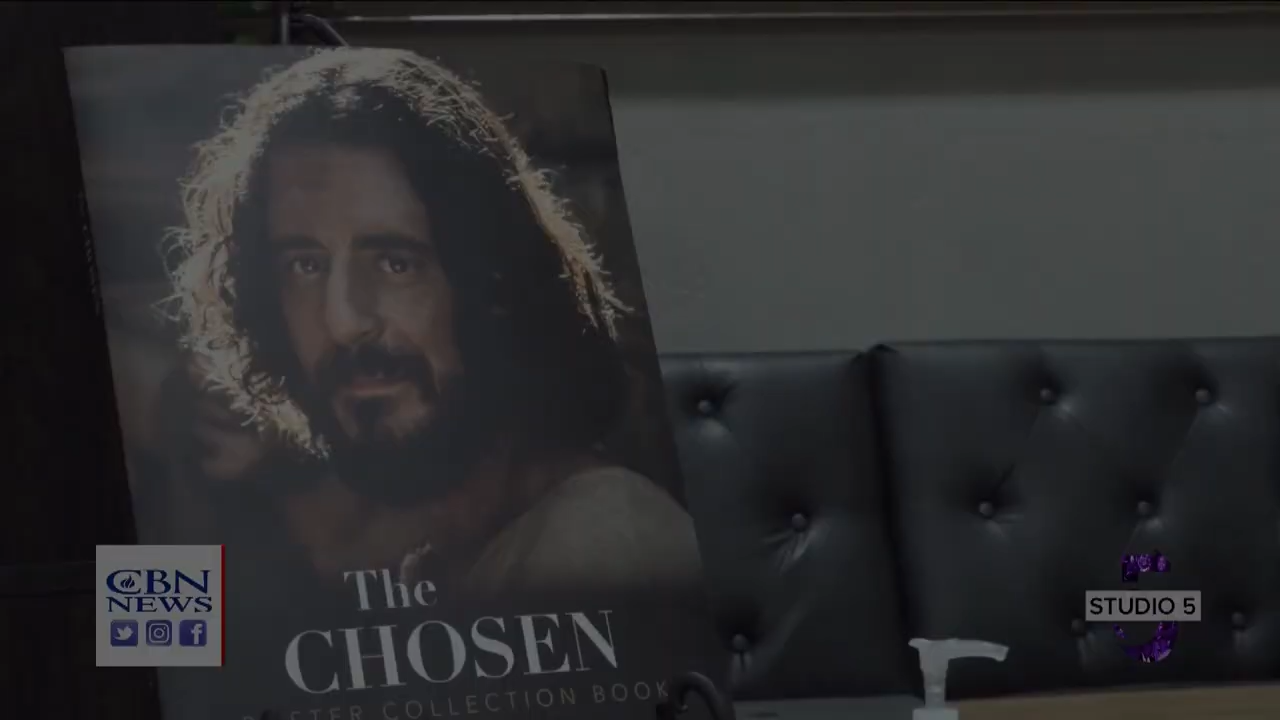 The
CHOSEN
COLLECTION BOOK
CBN
NEWS
STUDIO 5